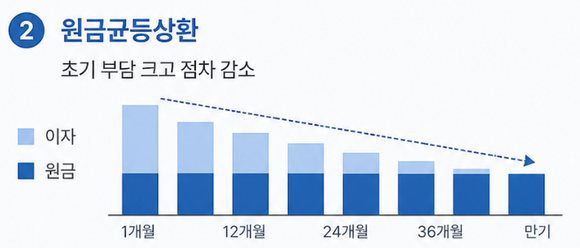 2 원금균등상환
초기 부담 크고 점차 감소
이자
원금
1개월 12개월 24개월 36개월 만기